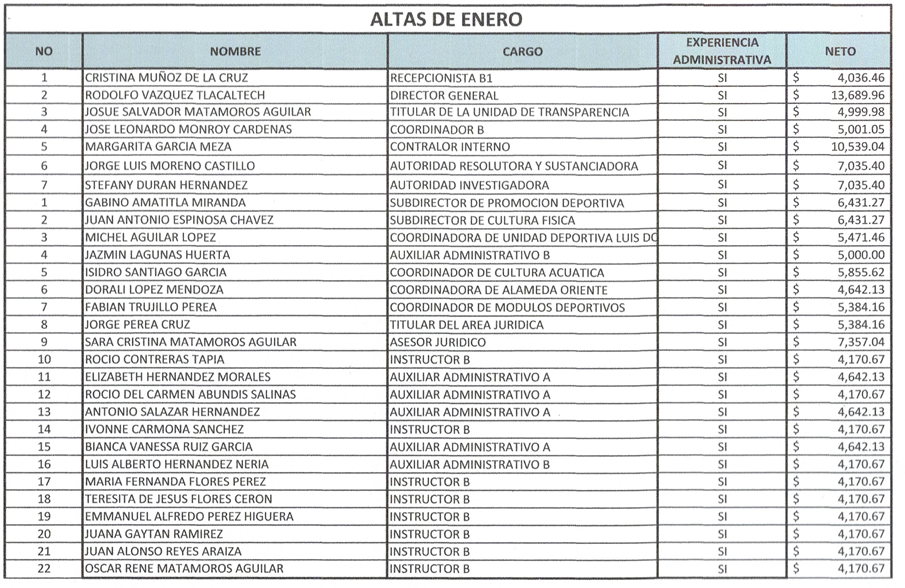 ALTAS DE ENERO
NO NOMBRE CARGO EXPERIENCIA ADMINISTRATIVA NETO
1 CRISTINA MUÑOZ DE LA CRUZ RECEPCIONISTA B1 SI $ 4,036.46
2 RODOLFO VAZQUEZ TLACALTECH DIRECTOR GENERAL SI $ 13,689.96
3 JOSUE SALVADOR MATAMOROS AGUILAR TITULAR DE LA UNIDAD DE TRANSPARENCIA SI $ 4,999.98
4 JOSE LEONARDO MONROY CARDENAS COORDINADOR B SI $ 5,001.05
5 MARGARITA GARCIA MEZA CONTRALOR INTERNO SI $ 10,539.04
6 JORGE LUIS MORENO CASTILLO AUTORIDAD RESOLUTORA Y SUSTANCIADORA SI $ 7,035.40
7 STEFANY DURAN HERNANDEZ AUTORIDAD INVESTIGADORA SI $ 7,035.40
1 GABINO AMATITLA MIRANDA SUBDIRECTOR DE PROMOCION DEPORTIVA SI $ 6,431.27
2 JUAN ANTONIO ESPINOSA CHAVEZ SUBDIRECTOR DE CULTURA FISICA SI $ 6,431.27
3 MICHEL AGUILAR LOPEZ COORDINADORA DE UNIDAD DEPORTIVA LUIS DO SI $ 5,471.46
4 JAZMIN LAGUNAS HUERTA AUXILIAR ADMINISTRATIVO B SI $ 5,000.00
5 ISIDRO SANTIAGO GARCIA COORDINADOR DE CULTURA ACUATICA SI $ 5,855.62
6 DORALI LOPEZ MENDOZA COORDINADORA DE ALAMEDA ORIENTE SI $ 4,642.13
7 FABIAN TRUJILLO PEREA COORDINADOR DE MODULOS DEPORTIVOS SI $ 5,384.16
8 JORGE PEREA CRUZ TITULAR DEL AREA JURIDICA SI $ 5,384.16
9 SARA CRISTINA MATAMOROS AGUILAR ASESOR JURIDICO SI $ 7,357.04
10 ROCIO CONTRERAS TAPIA INSTRUCTOR B SI $ 4,170.67
11 ELIZABETH HERNANDEZ MORALES AUXILIAR ADMINISTRATIVO A SI $ 4,642.13
12 ROCIO DEL CARMEN ABUNDIS SALINAS AUXILIAR ADMINISTRATIVO A SI $ 4,170.67
13 ANTONIO SALAZAR HERNANDEZ AUXILIAR ADMINISTRATIVO A SI $ 4,642.13
14 IVONNE CARMONA SANCHEZ INSTRUCTOR B SI $ 4,170.67
15 BIANCA VANESSA RUIZ GARCIA AUXILIAR ADMINISTRATIVO A SI $ 4,642.13
16 LUIS ALBERTO HERNANDEZ NERIA AUXILIAR ADMINISTRATIVO B SI $ 4,170.67
17 MARIA FERNANDA FLORES PEREZ INSTRUCTOR B SI $ 4,170.67
18 TERESITA DE JESUS FLORES CERON INSTRUCTOR B SI $ 4,170.67
19 EMMANUEL ALFREDO PEREZ HIGUERA INSTRUCTOR B SI $ 4,170.67
20 JUANA GAYTAN RAMIREZ INSTRUCTOR B SI $ 4,170.67
21 JUAN ALONSO REYES ARAIZA INSTRUCTOR B SI $ 4,170.67
22 OSCAR RENE MATAMOROS AGUILAR INSTRUCTOR B SI $ 4,170.67